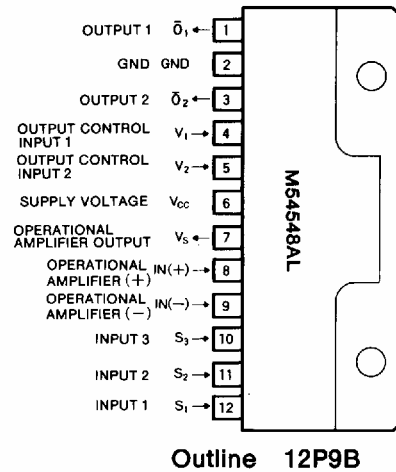 OUTPUT 1 Ō₁ 1
GND GND 2
OUTPUT 2 Ō₂ 3
OUTPUT CONTROL
INPUT 1 V₁ 4
OUTPUT CONTROL
INPUT 2 V₂ 5
SUPPLY VOLTAGE Vcc 6
OPERATIONAL
AMPLIFIER OUTPUT Vs 7
OPERATIONAL
AMPLIFIER (+) IN(+) 8
OPERATIONAL
AMPLIFIER (−) IN(−) 9
INPUT 3 S₃ 10
INPUT 2 S₂ 11
INPUT 1 S₁ 12
M54548AL
Outline 12P9B